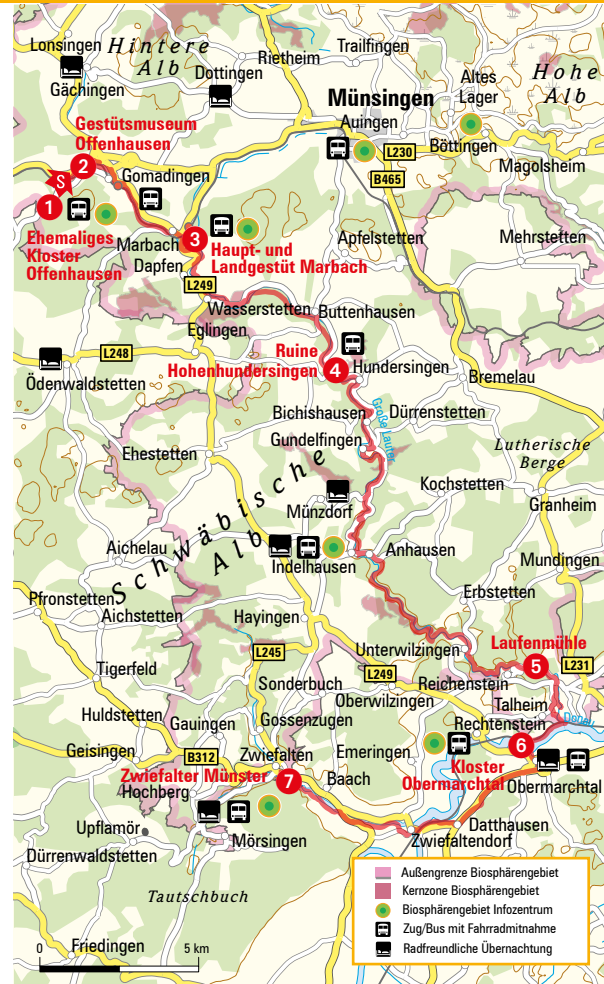 Lonsingen
Hintere
Alb
Rietheim
Trailfingen
Gächingen
Dottingen
Altes
Lager
Hohe
Alb
Münsingen
Auingen
Gestütsmuseum
Offenhausen
L230
Böttingen
B465
Magolsheim
2
S
1
Gomadingen
Ehemaliges
Kloster
Offenhausen
Marbach
3
Haupt- und
Landgestüt Marbach
Apfelstetten
Mehrstetten
Dapfen
L249
Wasserstetten
Buttenhausen
Eglingen
L248
Ruine
Hohenhundersingen
4
Hundersingen
Bremelau
Ödenwaldstetten
Bichishausen
Dürrenstetten
Große Lauter
Gundelfingen
Ehestetten
Lutherische
Berge
Schwäbische
Alb
Kochstetten
Granheim
Münzdorf
Aichelau
Indelhausen
Anhausen
Mundingen
Erbstetten
Pfronstetten
Aichstetten
Hayingen
Unterwilzingen
Laufenmühle
5
L231
L245
L249
Reichenstein
Tigerfeld
Sonderbuch
Oberwilzingen
Talheim
Huldstetten
Gauingen
Gossenzugen
Rechtenstein
Donau
Geisingen
Emeringen
6
B312
Zwiefalten
Kloster
Obermarchtal
Obermarchtal
Zwiefalter Münster
7
Baach
Hochberg
Upflamör
Mörsingen
Datthausen
Zwiefaltendorf
Dürrenwaldstetten
Tautschbuch
Friedingen
0 5 km
Außengrenze Biosphärengebiet
Kernzone Biosphärengebiet
Biosphärengebiet Infozentrum
Zug/Bus mit Fahrradmitnahme
Radfreundliche Übernachtung